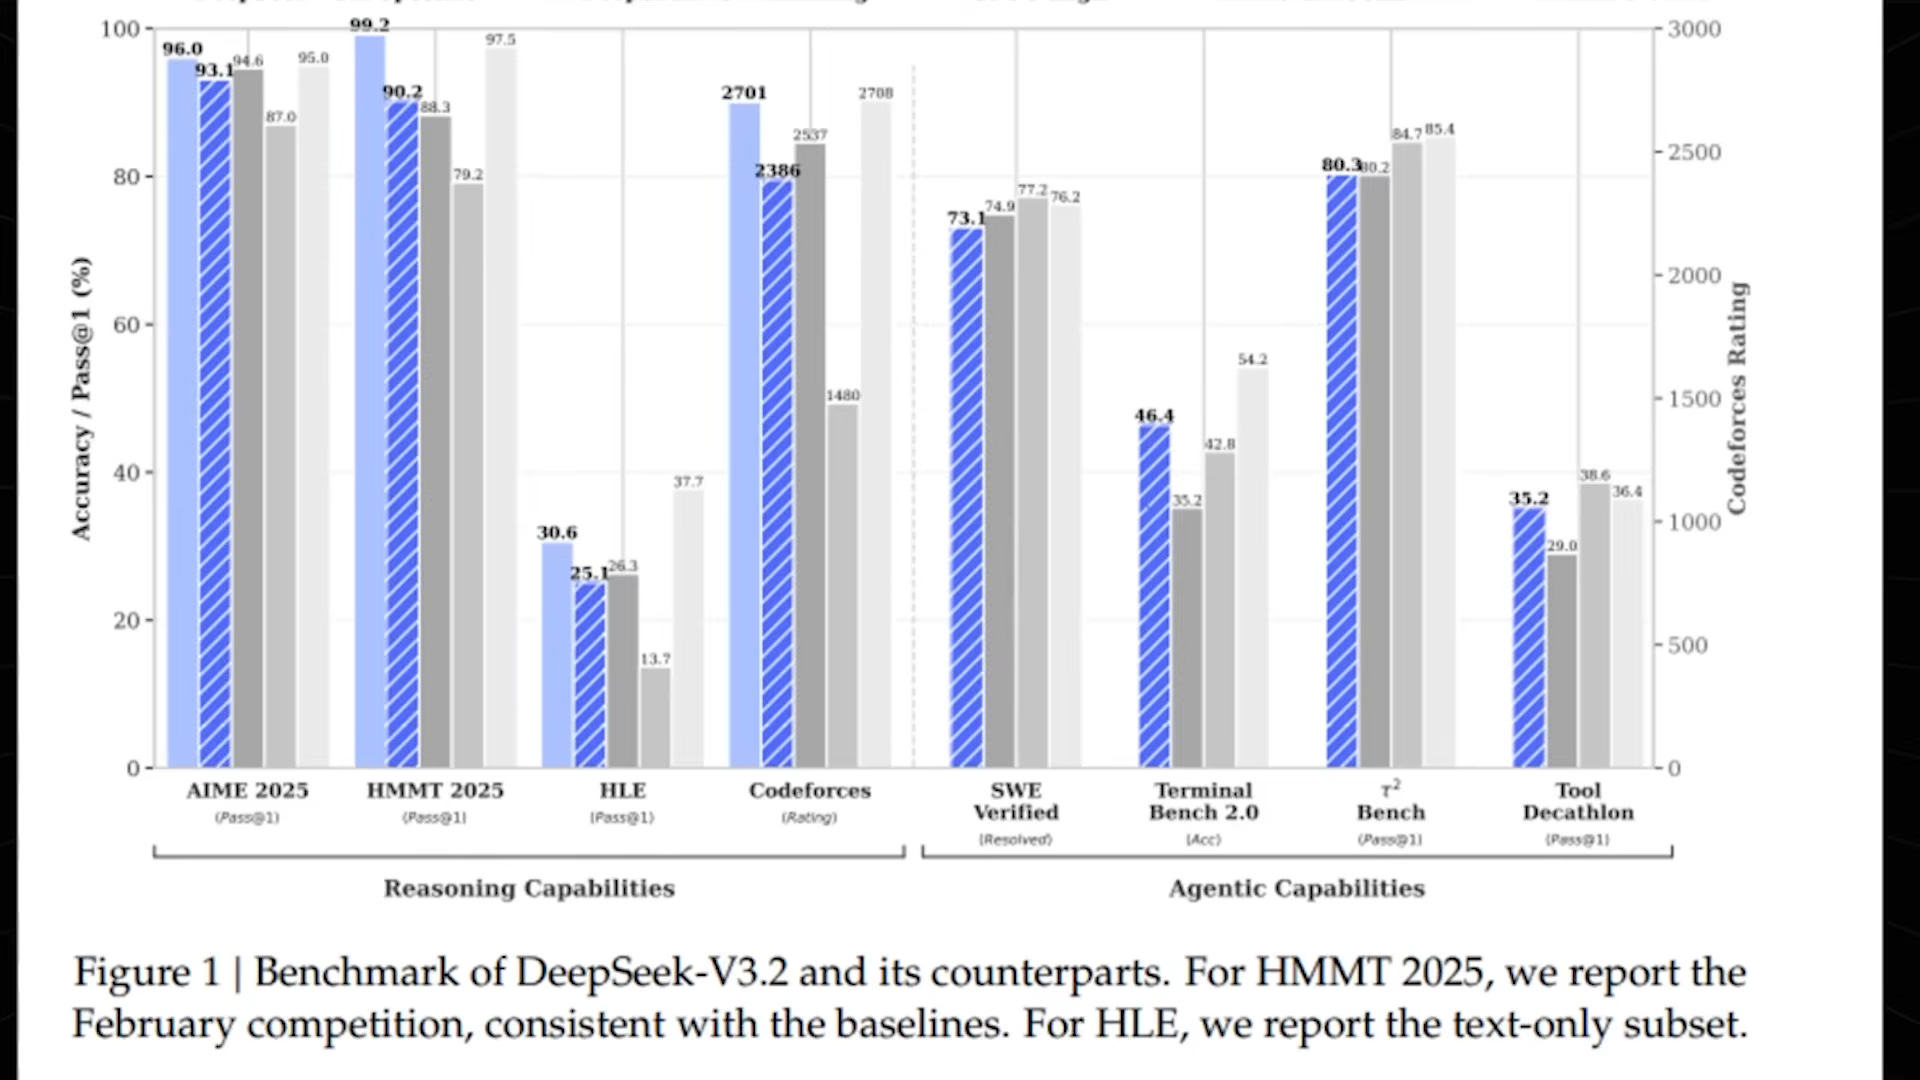 100
99.2
3000
96.0
93.1
94.6
87.0
95.0
90.2
88.3
79.2
97.5
2701
2386
2537
1480
2708
80
2500
73.1
74.9
77.2
76.2
80.3
80.2
84.7
85.4
60
2000
1500
40
1000
20
500
0
0
30.6
25.1
26.3
13.7
37.7
46.4
35.2
42.8
54.2
35.2
29.0
38.6
36.4
Accuracy / Pass@1 (%)
Codeforces Rating
AIME 2025
(Pass@1)
HMMT 2025
(Pass@1)
HLE
(Pass@1)
Codeforces
(Rating)
SWE
Verified
(Resolved)
Terminal
Bench 2.0
(Acc)
τ²
Bench
(Pass@1)
Tool
Decathlon
(Pass@1)
Reasoning Capabilities
Agentic Capabilities
Figure 1 | Benchmark of DeepSeek-V3.2 and its counterparts. For HMMT 2025, we report the
February competition, consistent with the baselines. For HLE, we report the text-only subset.